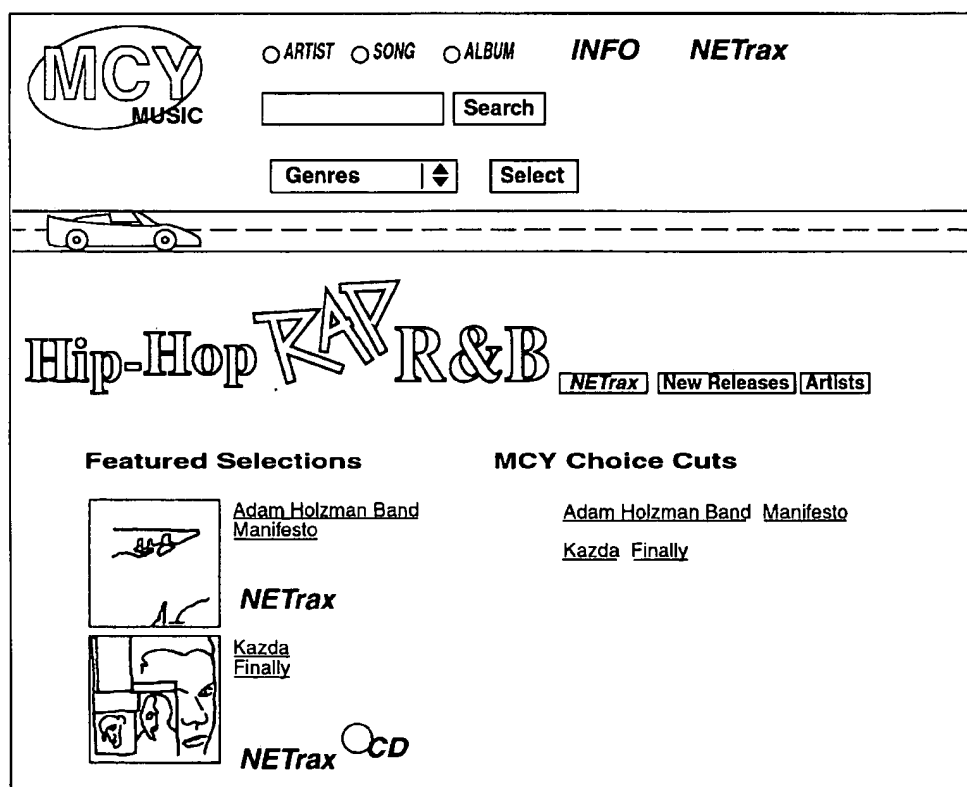 MCY
MUSIC
ARTIST SONG ALBUM INFO NETrax
Search
Genres Select
Hip-Hop RAP R&B NETrax New Releases Artists
Featured Selections
Adam Holzman Band
Manifesto
NETrax
Kazda
Finally
NETrax CD
MCY Choice Cuts
Adam Holzman Band Manifesto
Kazda Finally